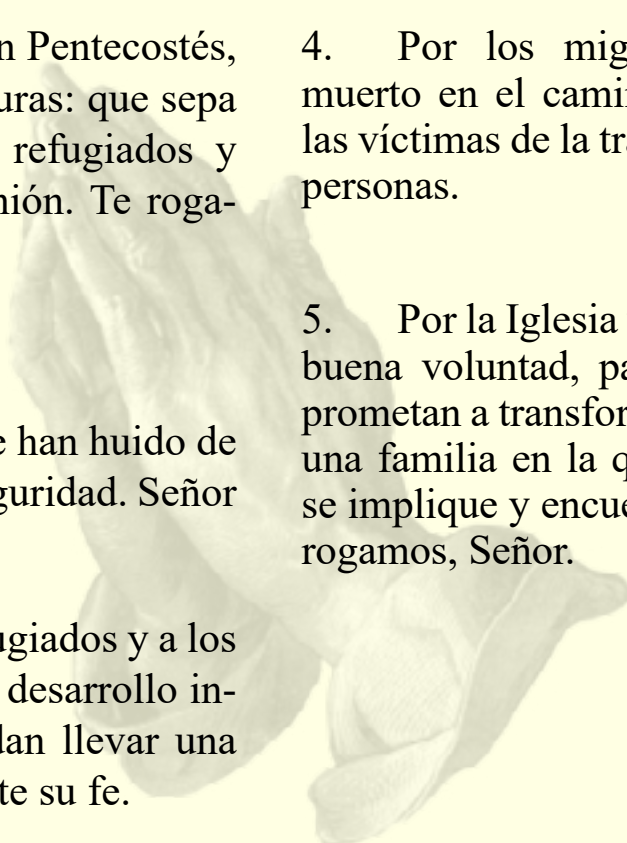 n Pentecostés,
uras: que sepa
refugiados y
nión. Te roga-
e han huido de
guridad. Señor
ugiados y a los
desarrollo in-
dan llevar una
te su fe.
4. Por los mig
muerto en el cami
las víctimas de la tra
personas.
5. Por la Iglesia
buena voluntad, pa
prometan a transfor
una familia en la q
se implique y encue
rogamos, Señor.